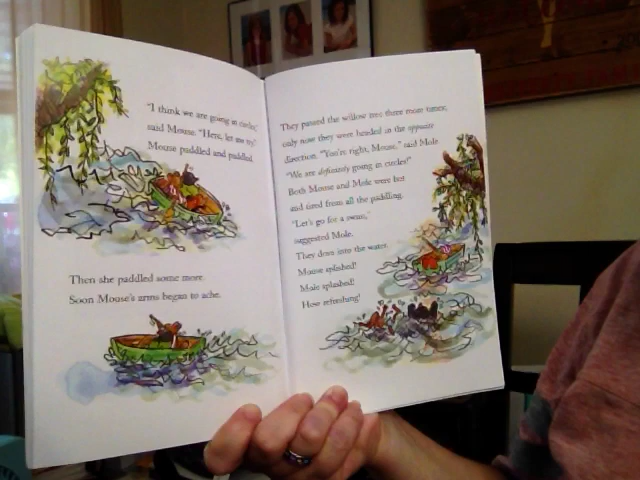 "I think we are going in circles,"
said Mouse. "Here, let me try."
Mouse paddled and paddled.
Then she paddled some more.
Soon Mouse's arms began to ache.
They passed the willow tree three more times,
only now they were headed in the opposite
direction. "You're right, Mouse," said Mole.
"We are definitely going in circles!"
Both Mouse and Mole were hot
and tired from all the paddling.
"Let's go for a swim,"
suggested Mole.
They dove into the water.
Mouse splashed!
Mole splashed!
How refreshing!